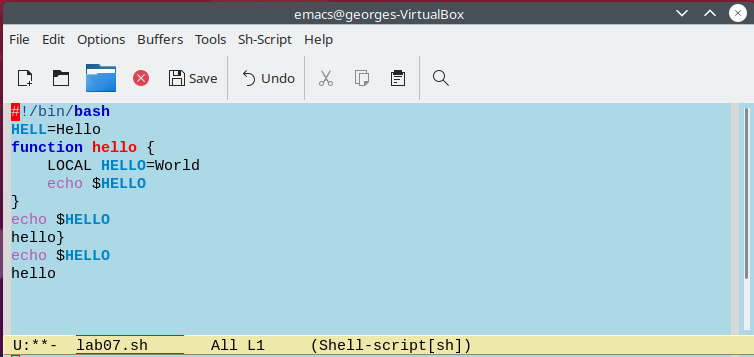 emacs@georges-VirtualBox
File Edit Options Buffers Tools Sh-Script Help
Save Undo
#!/bin/bash
HELL=Hello
function hello {
    LOCAL HELLO=World
    echo $HELLO
}
echo $HELLO
hello}
echo $HELLO
hello
U:**-  lab07.sh       All L1     (Shell-script[sh])